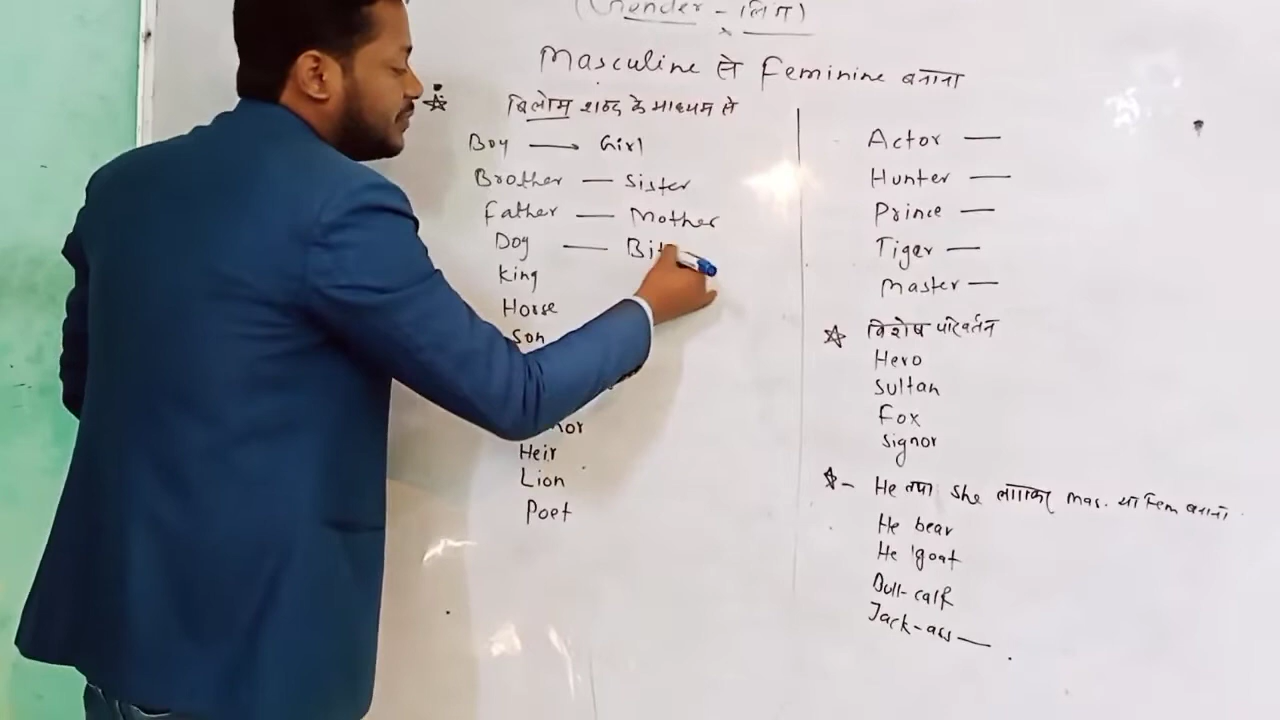 (Gender - लिंग)
Masculine से Feminine बनाना
विलोम शब्द के माध्यम से
Boy → Girl
Brother — Sister
Father — Mother
Dog — Bit
King
Horse
Son
Heir
Lion
Poet
Actor —
Hunter —
Prince —
Tiger —
Master —
विशेष परिवर्तन
Hero
Sultan
Fox
Signor
- He तथा she लगाकर Mas. या Fem बनाना
He bear
He goat
Bull-calf
Jack-ass —